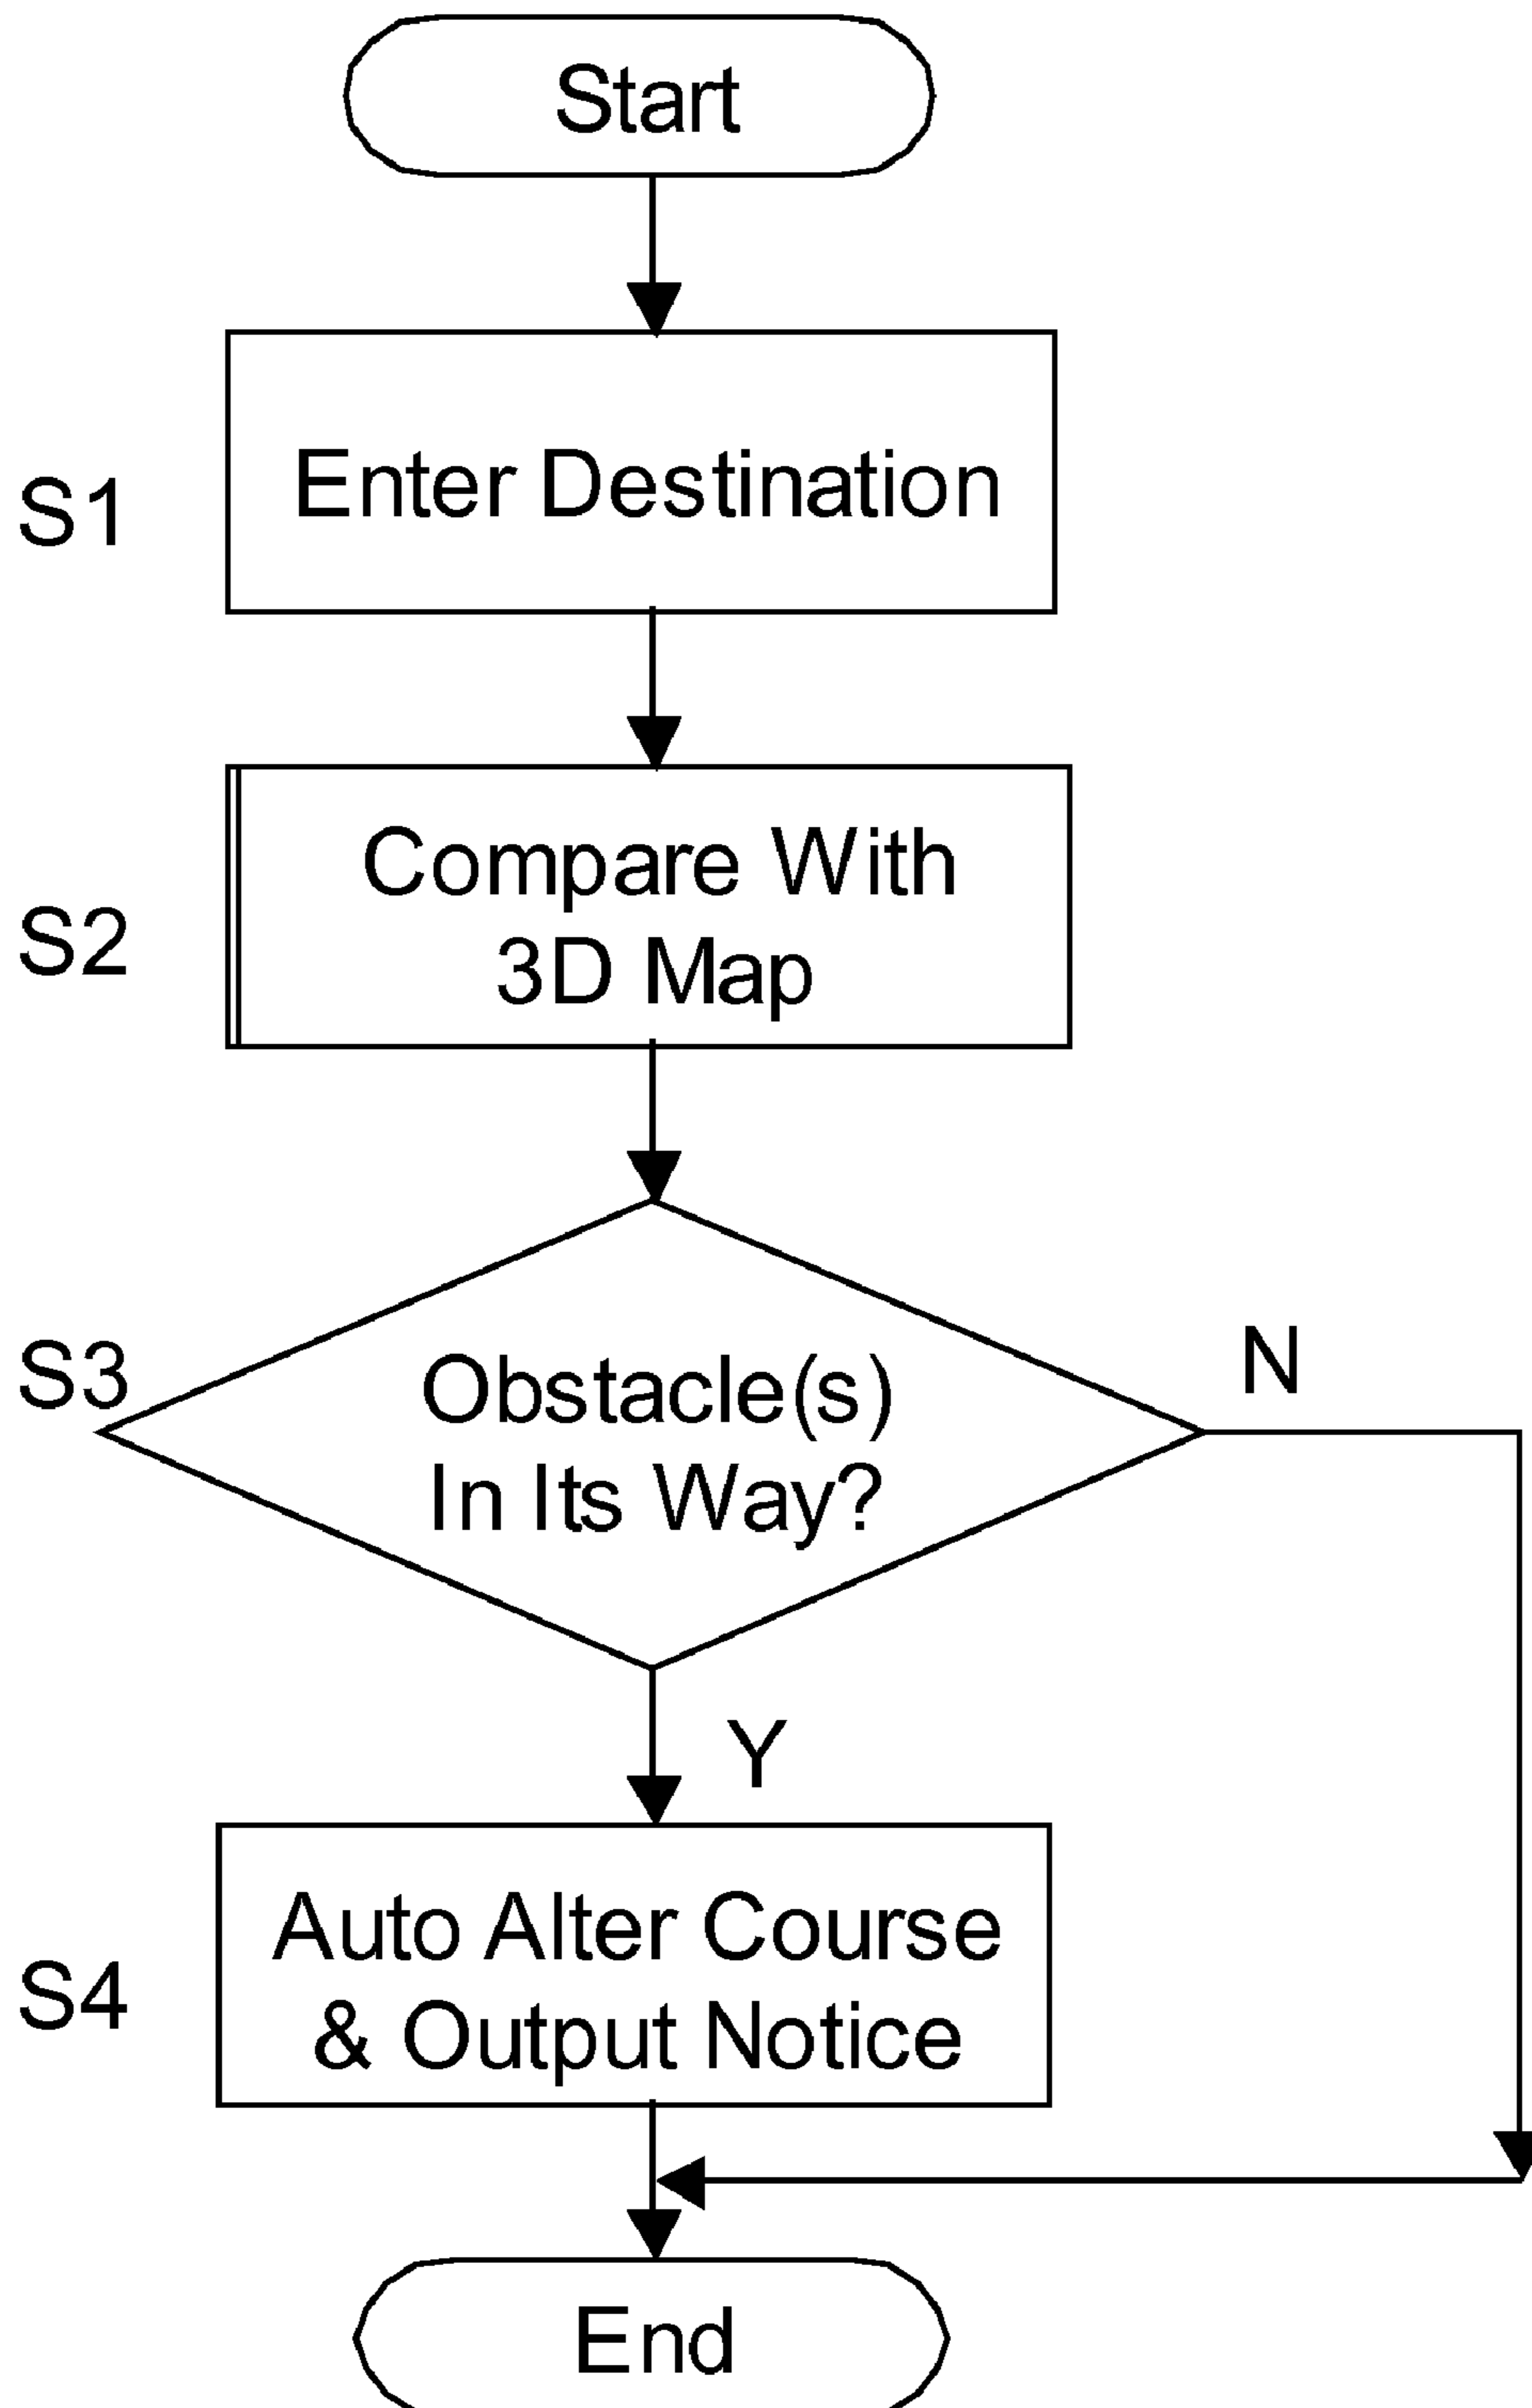 Start
S1
Enter Destination
S2
Compare With
3D Map
S3
Obstacle(s)
In Its Way?
N
Y
S4
Auto Alter Course
& Output Notice
End